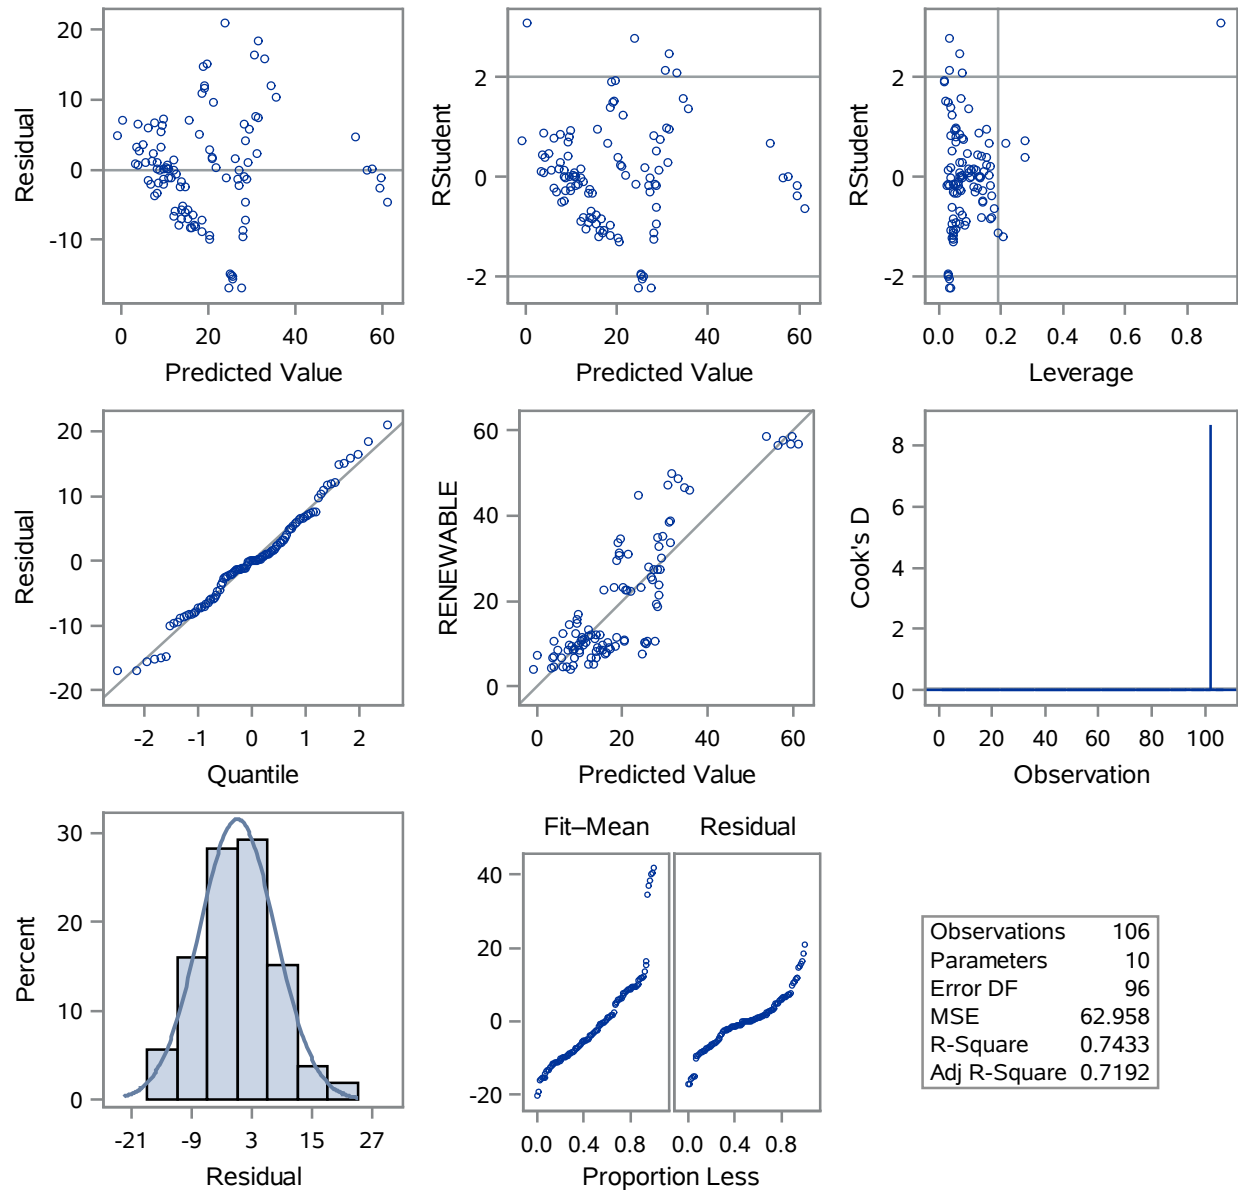 20
10
0
-10
Residual
0 20 40 60
Predicted Value
2
0
-2
RStudent
0 20 40 60
Predicted Value
2
0
-2
RStudent
0.0 0.2 0.4 0.6 0.8
Leverage
20
10
0
-10
-20
Residual
-2 -1 0 1 2
Quantile
60
40
20
0
RENEWABLE
0 20 40 60
Predicted Value
8
6
4
2
0
Cook's D
0 20 40 60 80 100
Observation
30
20
10
0
Percent
-21 -9 3 15 27
Residual
Fit–Mean Residual
40
20
0
-20
0.0 0.4 0.8 0.0 0.4 0.8
Proportion Less
Observations 106
Parameters 10
Error DF 96
MSE 62.958
R-Square 0.7433
Adj R-Square 0.7192